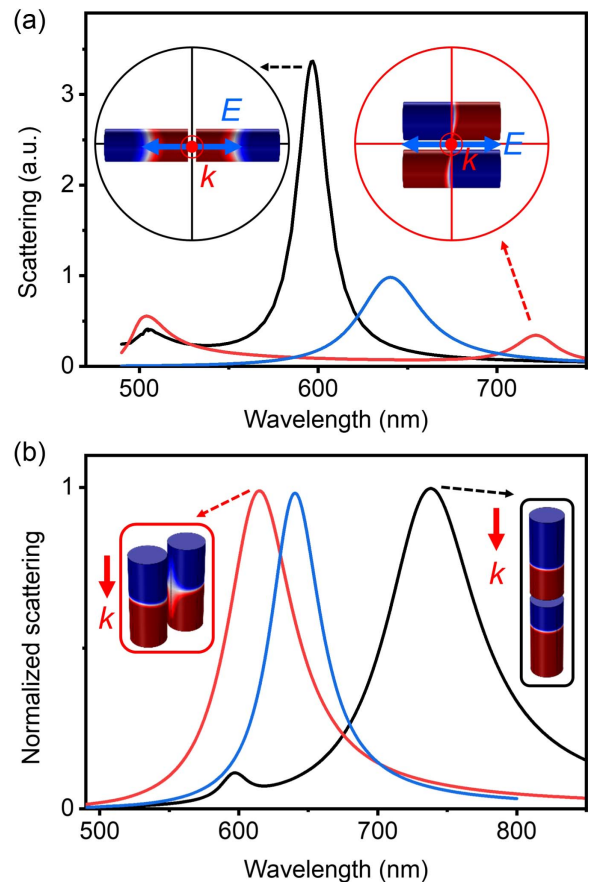 (a)
3
2
1
0
Scattering (a.u.)
E
k
E
k
500
600
700
Wavelength (nm)
(b)
1
0
Normalized scattering
k
k
500
600
700
800
Wavelength (nm)